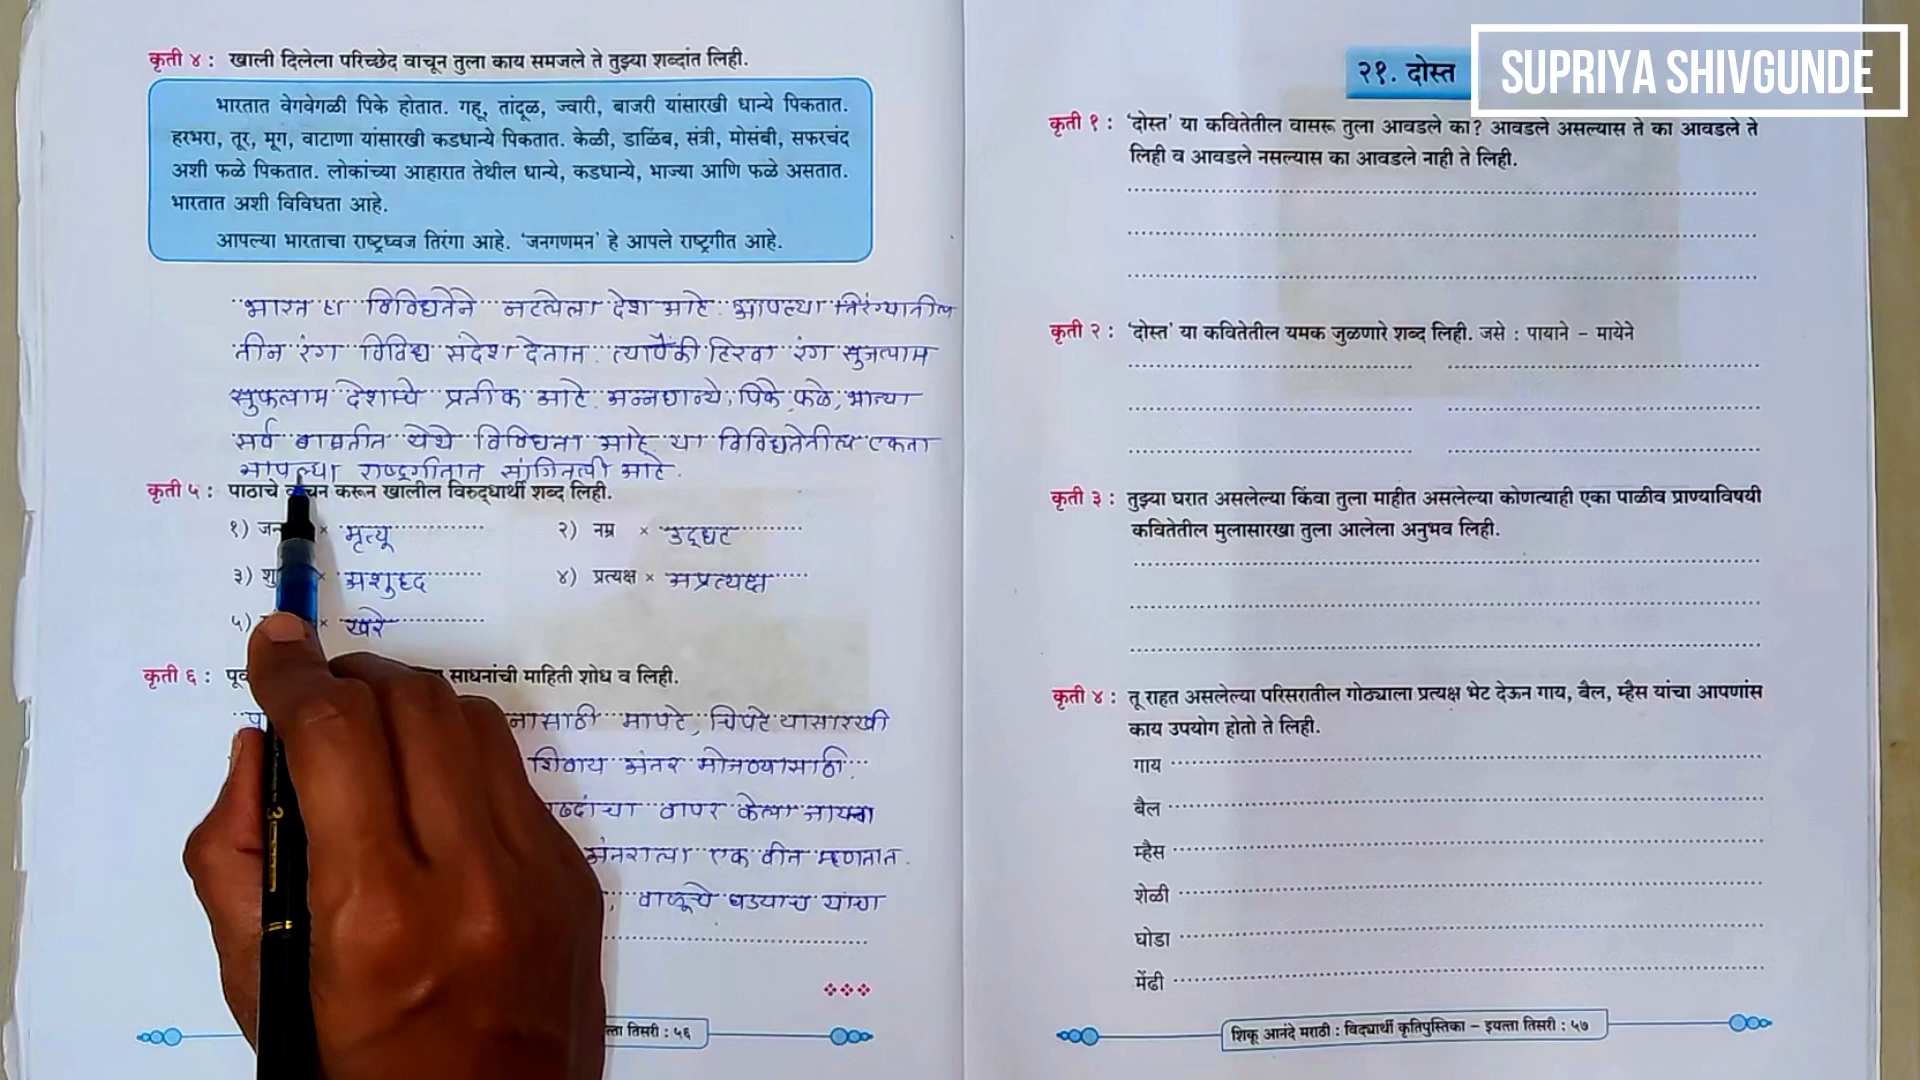 कृती ४ : खाली दिलेला परिच्छेद वाचून तुला काय समजले ते तुझ्या शब्दांत लिही.
भारतात वेगवेगळी पिके होतात. गहू, तांदूळ, ज्वारी, बाजरी यांसारखी धान्ये पिकतात.
हरभरा, तूर, मूग, वाटाणा यांसारखी कडधान्ये पिकतात. केळी, डाळिंब, संत्री, मोसंबी, सफरचंद
अशी फळे पिकतात. लोकांच्या आहारात तेथील धान्ये, कडधान्ये, भाज्या आणि फळे असतात.
भारतात अशी विविधता आहे.
आपल्या भारताचा राष्ट्रध्वज तिरंगा आहे. 'जनगणमन' हे आपले राष्ट्रगीत आहे.
भारत हा विविधतेने नटलेला देश आहे. आपल्या तिरंग्यातील
तीन रंग विविध संदेश देतात. त्यापैकी हिरवा रंग सुजलाम
सुफलाम देशाचे प्रतीक आहे. अन्नधान्ये, पिके, फळे, भाज्या
सर्व बाबतीत येथे विविधता आहे. या विविधतेतील एकता
आपल्या राष्ट्रगीतात सांगितली आहे.
कृती ५ : पाठाचे वाचन करून खालील विरुद्धार्थी शब्द लिही.
१) × मृत्यू २) नम्र × उद्धट
३) × अशुद्ध ४) प्रत्यक्ष × अप्रत्यक्ष
५) × खरे
कृती ६ : साधनांची माहिती शोध व लिही.
मापटे, चिपटे यासारखी
शिवाय अंतर मोजण्यासाठी
वापर केला जायचा
अंतराला एक वीत म्हणतात.
वाळूचे घड्याळ यांचा
५६
SUPRIYA SHIVGUNDE
२१. दोस्त
कृती १ : 'दोस्त' या कवितेतील वासरू तुला आवडले का? आवडले असल्यास ते का आवडले ते
लिही व आवडले नसल्यास का आवडले नाही ते लिही.
कृती २ : 'दोस्त' या कवितेतील यमक जुळणारे शब्द लिही. जसे : पायाने – मायेने
कृती ३ : तुझ्या घरात असलेल्या किंवा तुला माहीत असलेल्या कोणत्याही एका पाळीव प्राण्याविषयी
कवितेतील मुलासारखा तुला आलेला अनुभव लिही.
कृती ४ : तू राहत असलेल्या परिसरातील गोठ्याला प्रत्यक्ष भेट देऊन गाय, बैल, म्हैस यांचा आपणांस
काय उपयोग होतो ते लिही.
गाय
बैल
म्हैस
शेळी
घोडा
मेंढी
शिकू आनंदे मराठी : विद्यार्थी कृतिपुस्तिका – इयत्ता तिसरी : ५७